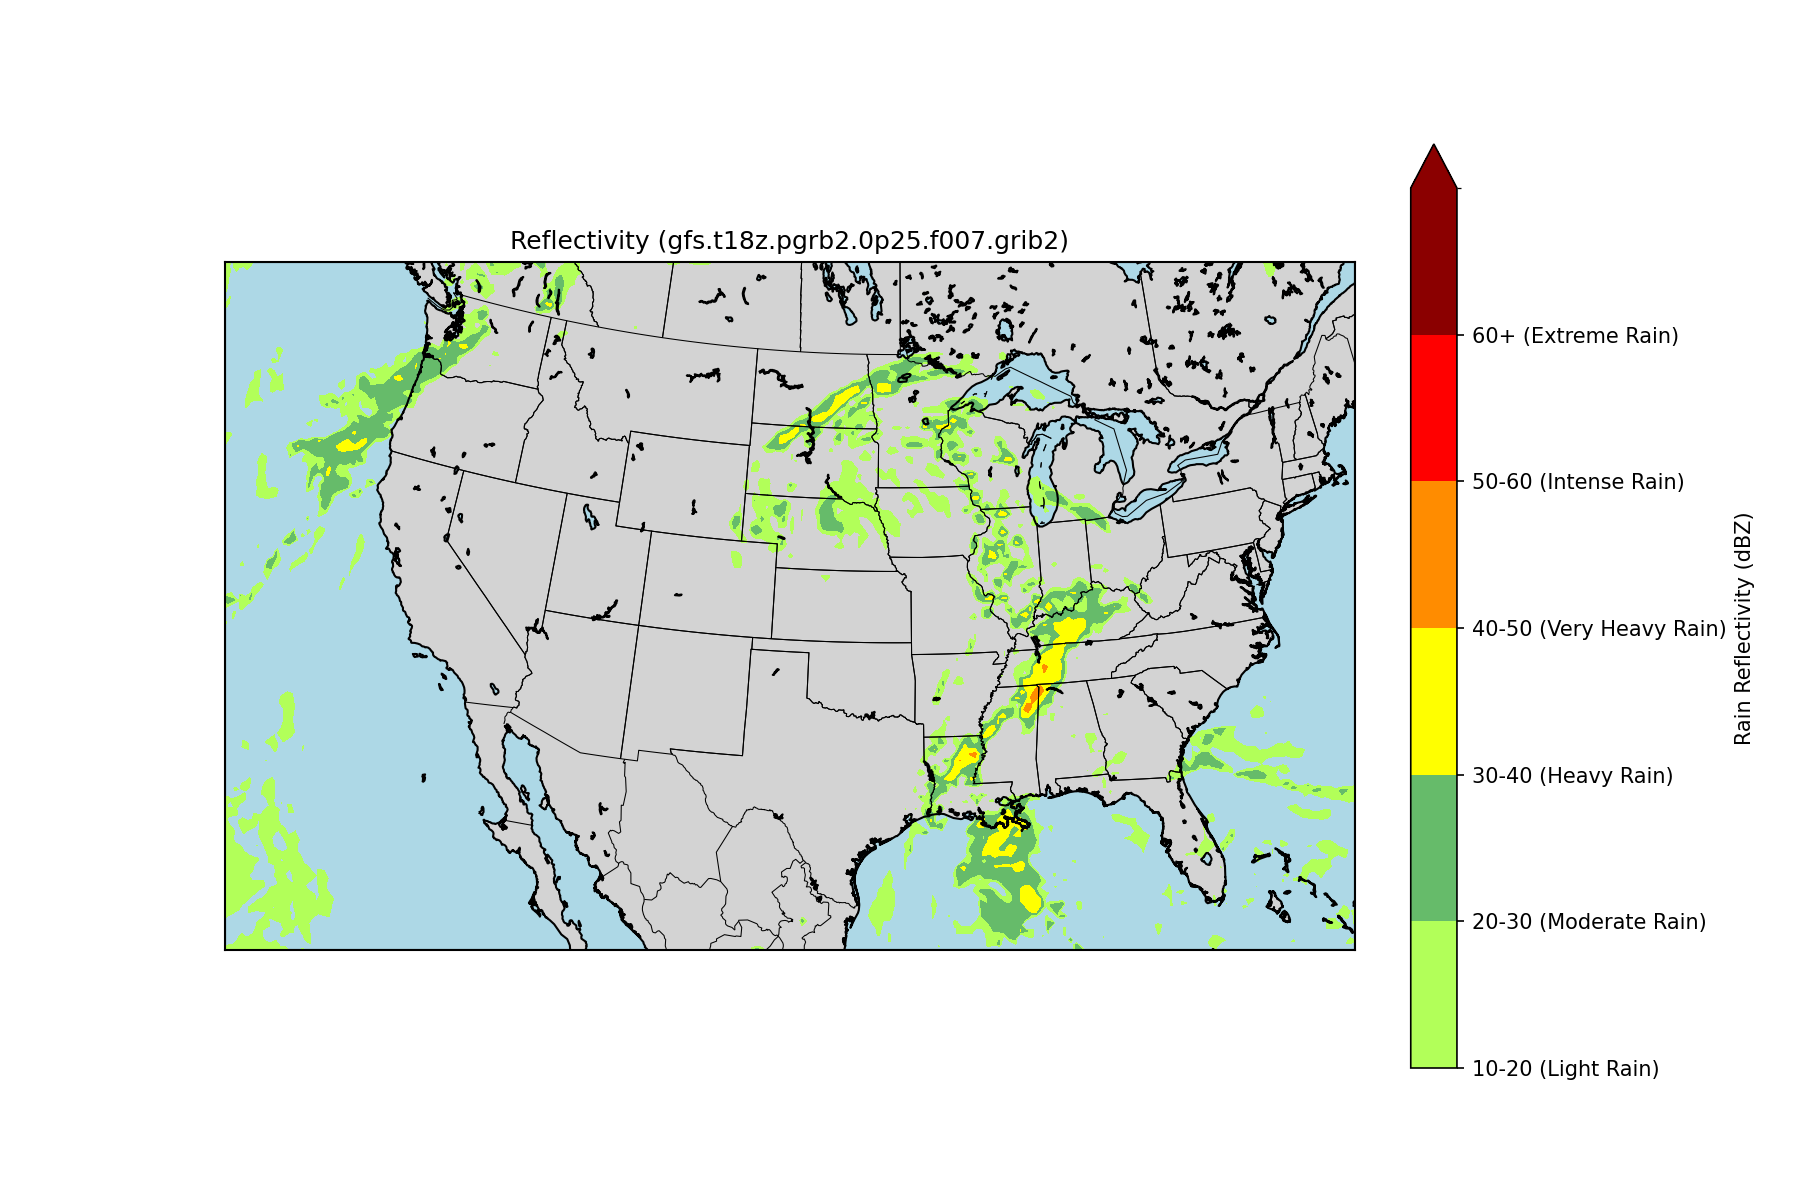 Reflectivity (gfs.t18z.pgrb2.0p25.f007.grib2)
60+ (Extreme Rain)
50-60 (Intense Rain)
40-50 (Very Heavy Rain)
30-40 (Heavy Rain)
20-30 (Moderate Rain)
10-20 (Light Rain)
Rain Reflectivity (dBZ)